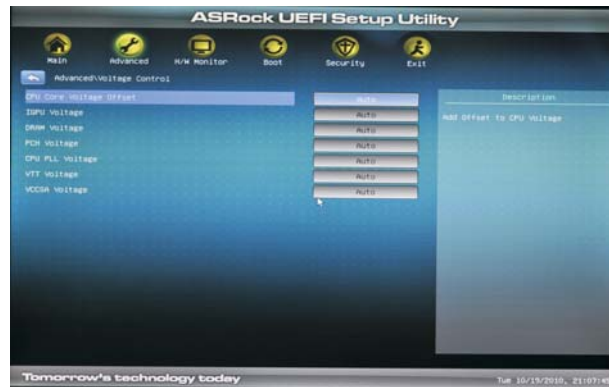 ASRock UEFI Setup Utility
Main
Advanced
H/W Monitor
Boot
Security
Exit
Advanced\Voltage Control
CPU Core Voltage Offset Auto
IGPU Voltage Auto
DRAM Voltage Auto
PCH Voltage Auto
CPU PLL Voltage Auto
VTT Voltage Auto
VCCSA Voltage Auto
Description
Add Offset to CPU Voltage
Tomorrow's technology today
Tue 10/19/2010, 21:07: